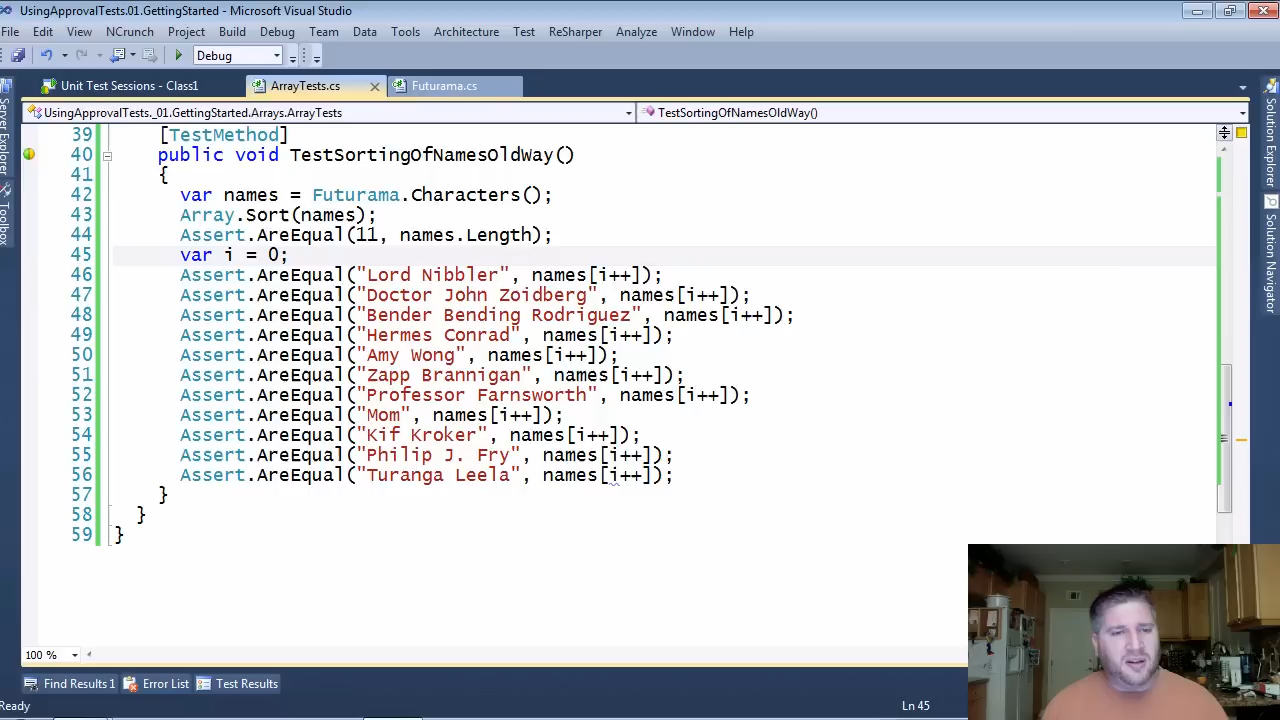 UsingApprovalTests.01.GettingStarted - Microsoft Visual Studio
File Edit View NCrunch Project Build Debug Team Data Tools Architecture Test ReSharper Analyze Window Help
Debug
Unit Test Sessions - Class1 ArrayTests.cs Futurama.cs
UsingApprovalTests._01.GettingStarted.Arrays.ArrayTests TestSortingOfNamesOldWay()
39 [TestMethod]
40 public void TestSortingOfNamesOldWay()
41 {
42 var names = Futurama.Characters();
43 Array.Sort(names);
44 Assert.AreEqual(11, names.Length);
45 var i = 0;
46 Assert.AreEqual("Lord Nibbler", names[i++]);
47 Assert.AreEqual("Doctor John Zoidberg", names[i++]);
48 Assert.AreEqual("Bender Bending Rodriguez", names[i++]);
49 Assert.AreEqual("Hermes Conrad", names[i++]);
50 Assert.AreEqual("Amy Wong", names[i++]);
51 Assert.AreEqual("Zapp Brannigan", names[i++]);
52 Assert.AreEqual("Professor Farnsworth", names[i++]);
53 Assert.AreEqual("Mom", names[i++]);
54 Assert.AreEqual("Kif Kroker", names[i++]);
55 Assert.AreEqual("Philip J. Fry", names[i++]);
56 Assert.AreEqual("Turanga Leela", names[i++]);
57 }
58 }
59 }
Server Explorer
Toolbox
Solution Explorer
Solution Navigator
100 %
Find Results 1 Error List Test Results
Ready Ln 45